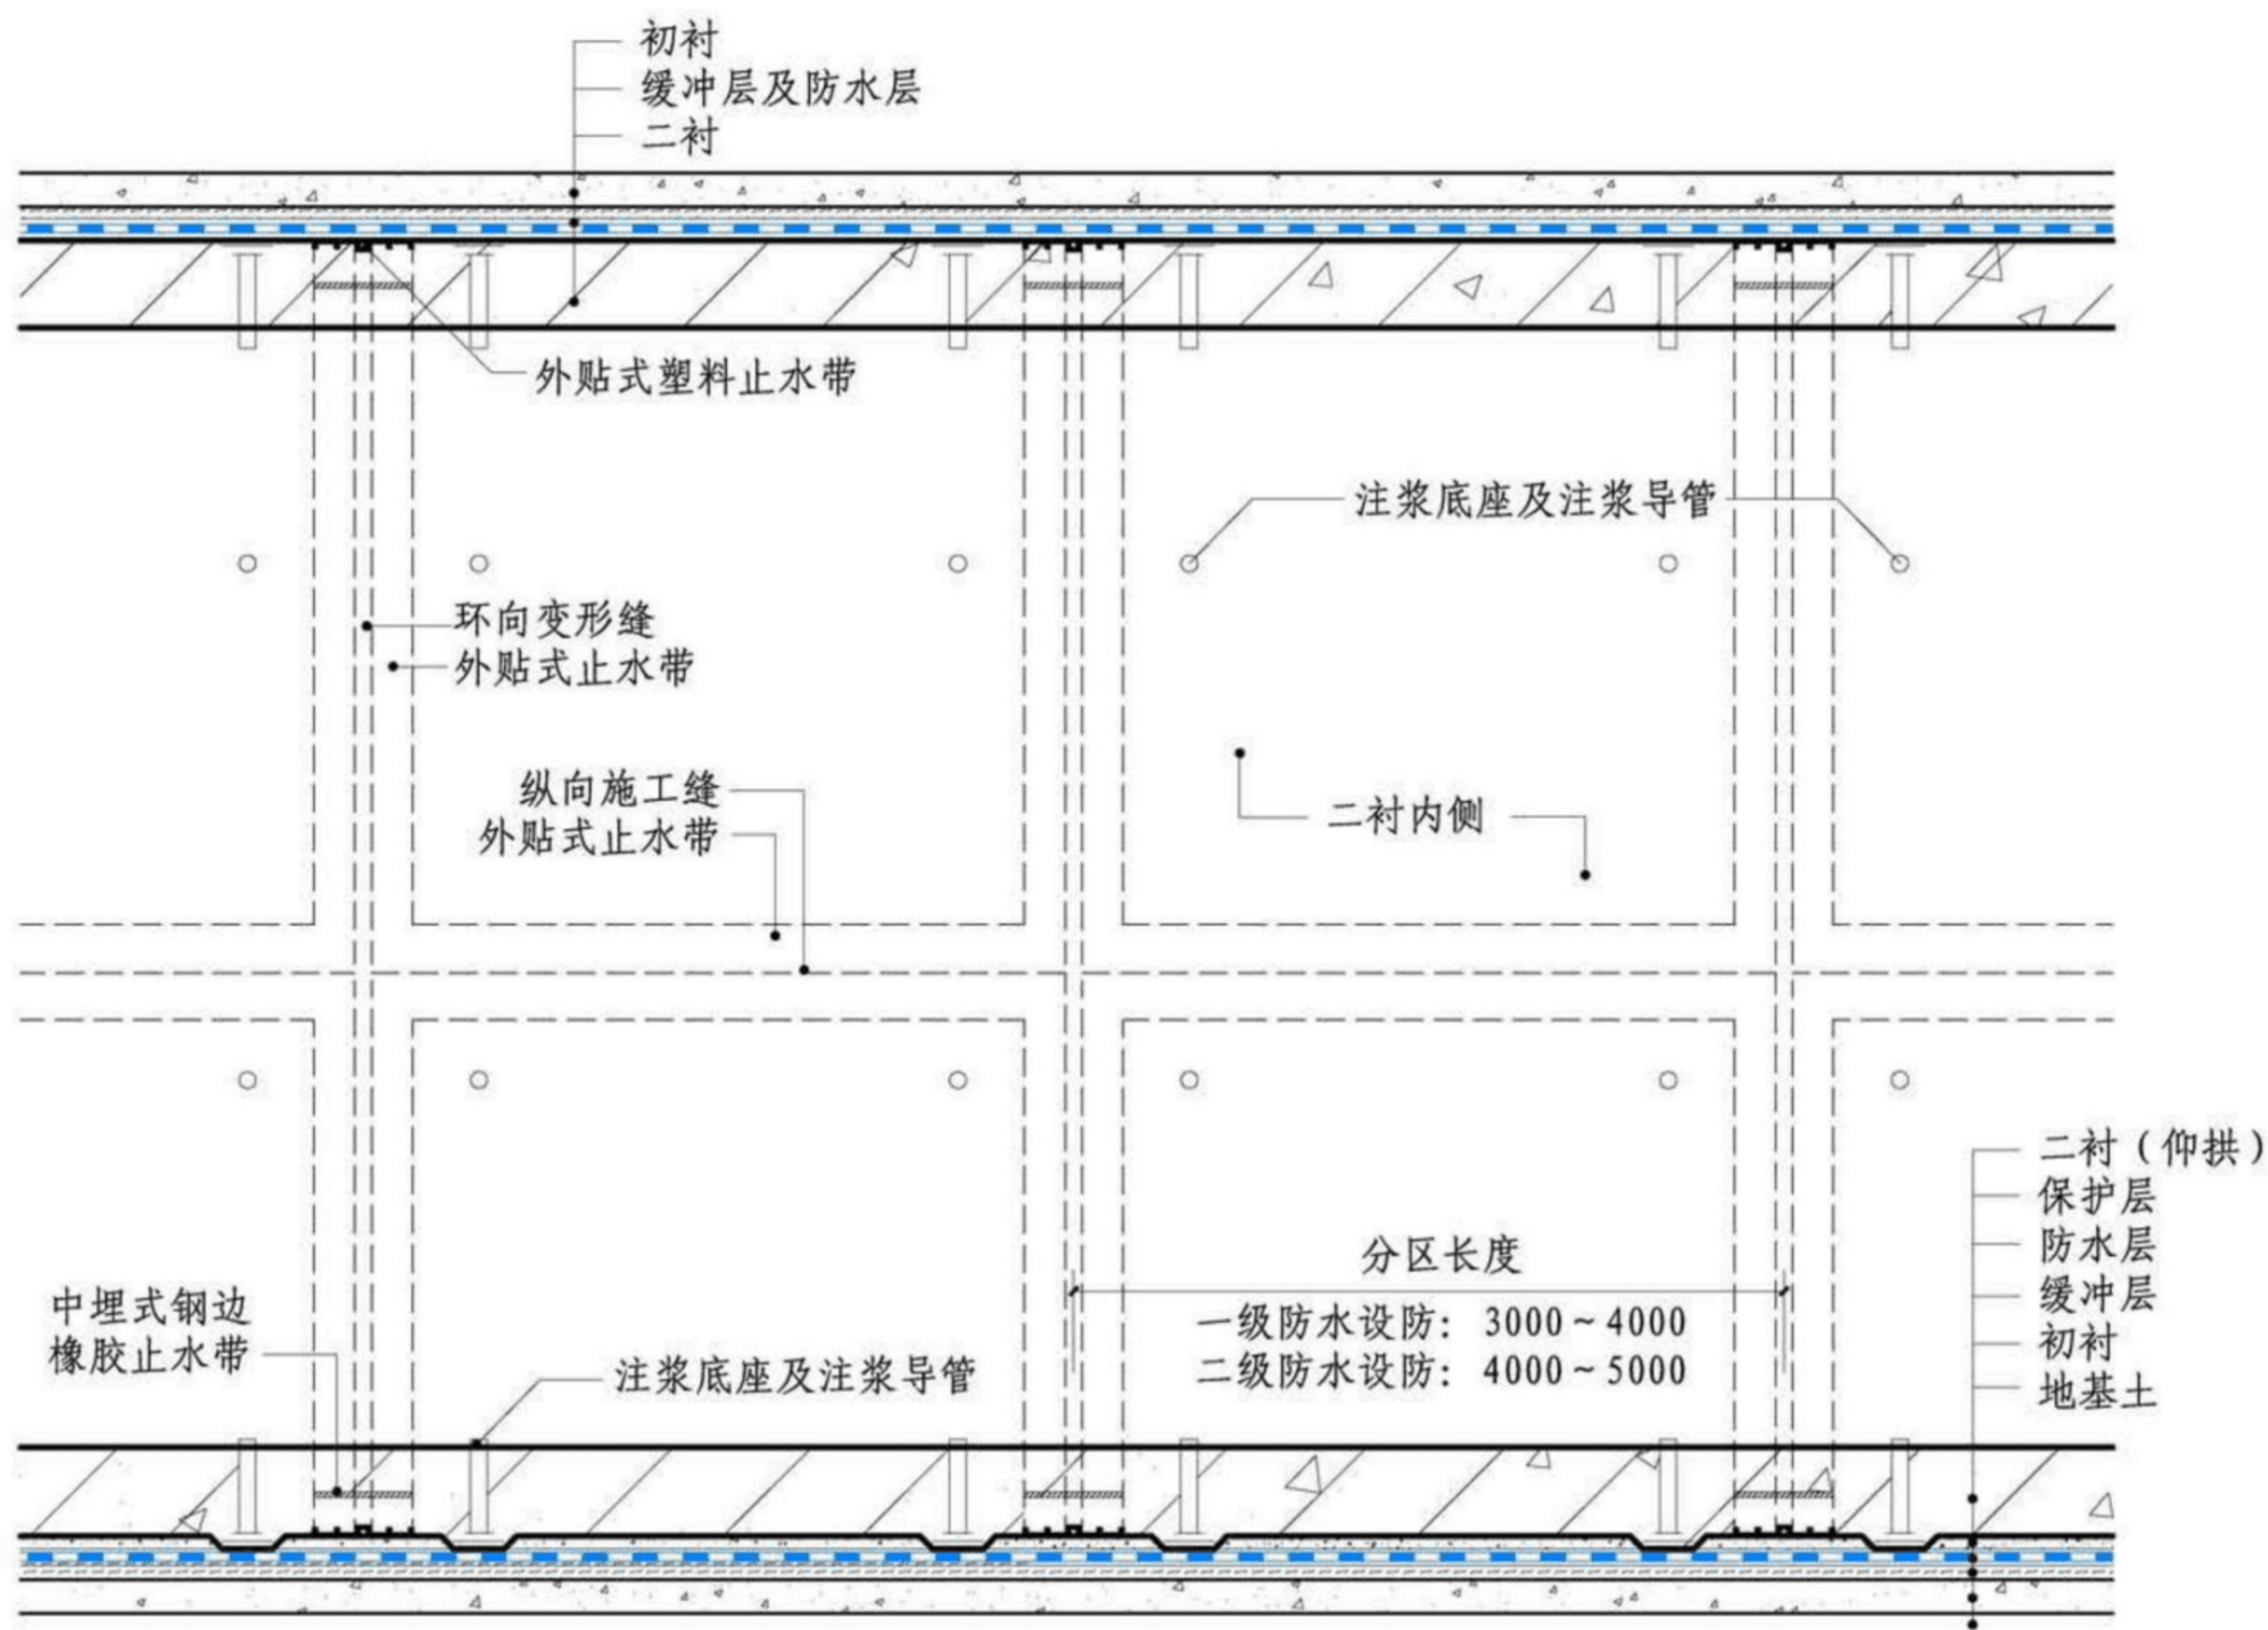 初衬
缓冲层及防水层
二衬
外贴式塑料止水带
注浆底座及注浆导管
环向变形缝
外贴式止水带
纵向施工缝
外贴式止水带
二衬内侧
二衬(仰拱)
保护层
防水层
缓冲层
初衬
地基土
分区长度
一级防水设防: 3000~4000
二级防水设防: 4000~5000
中埋式钢边
橡胶止水带
注浆底座及注浆导管